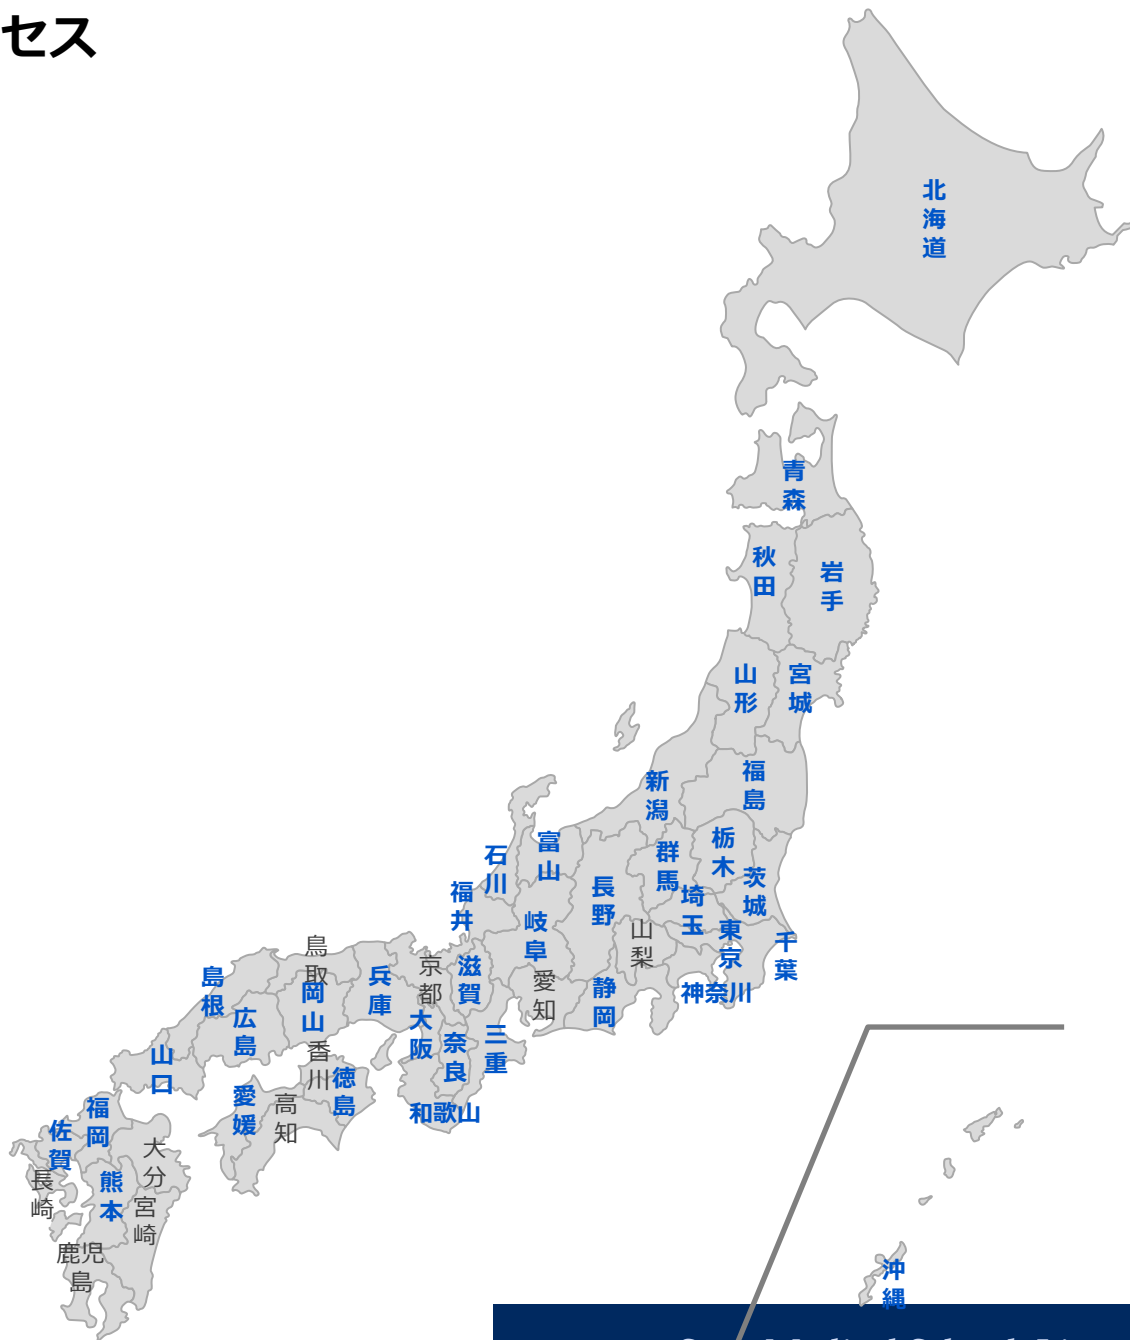 セス
北海道
青森
秋田
岩手
山形
宮城
新潟
福島
富山
石川
群馬
栃木
茨城
福井
長野
埼玉
岐阜
山梨
東京
千葉
鳥取
島根
兵庫
京都
滋賀
愛知
静岡
神奈川
岡山
広島
大阪
奈良
三重
山口
香川
徳島
愛媛
高知
和歌山
福岡
佐賀
大分
長崎
熊本
宮崎
鹿児島
沖縄